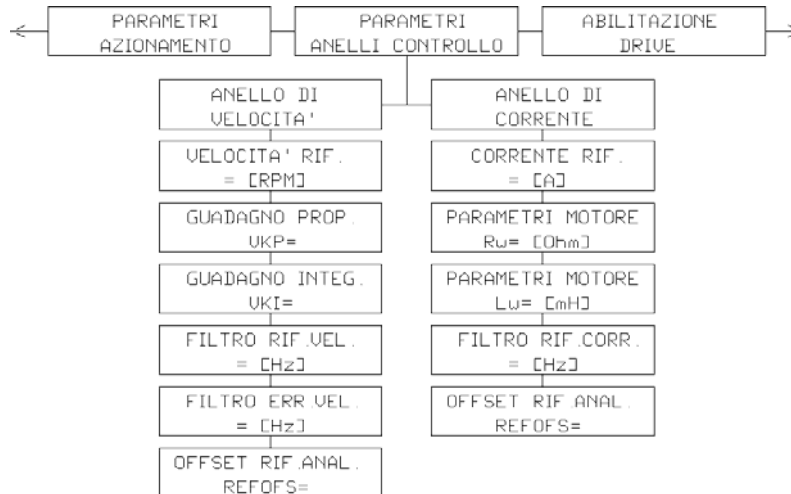 PARAMETRI
AZIONAMENTO
PARAMETRI
ANELLI CONTROLLO
ABILITAZIONE
DRIVE
ANELLO DI
VELOCITA'
VELOCITA' RIF.
= [RPM]
GUADAGNO PROP.
VKP=
GUADAGNO INTEG.
VKI=
FILTRO RIF.VEL.
= [Hz]
FILTRO ERR.VEL.
= [Hz]
OFFSET RIF.ANAL.
REFOFS=
ANELLO DI
CORRENTE
CORRENTE RIF.
= [A]
PARAMETRI MOTORE
Rw= [Ohm]
PARAMETRI MOTORE
Lw= [mH]
FILTRO RIF.CORR.
= [Hz]
OFFSET RIF.ANAL.
REFOFS=